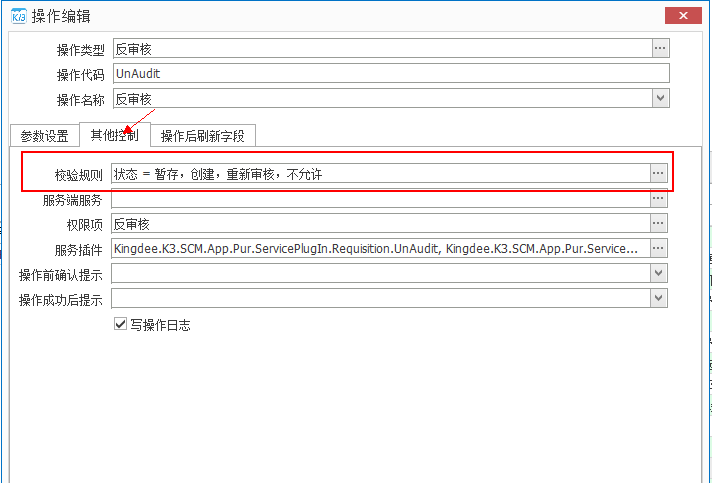 K/3 操作编辑
操作类型 反审核 ...
操作代码 UnAudit
操作名称 反审核
参数设置 其他控制 操作后刷新字段
校验规则 状态 = 暂存，创建，重新审核，不允许 ...
服务端服务 ...
权限项 反审核 ...
服务插件 Kingdee.K3.SCM.App.Pur.ServicePlugIn.Requisition.UnAudit, Kingdee.K3.SCM.App.Pur.Service... ...
操作前确认提示
操作成功后提示
写操作日志